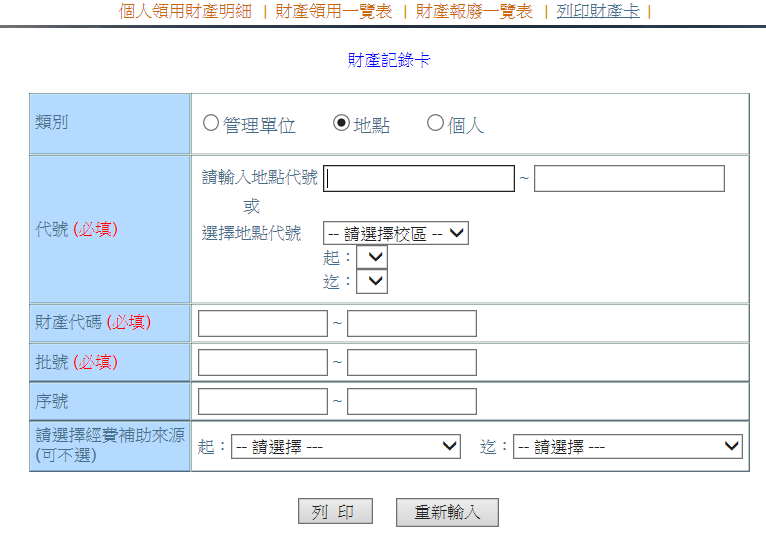 個人領用財產明細 | 財產領用一覽表 | 財產報廢一覽表 | 列印財產卡 |
財產記錄卡
類別 管理單位 地點 個人
代號 (必填) 請輸入地點代號 ~
或
選擇地點代號 -- 請選擇校區 --
起：
迄：
財產代碼 (必填) ~
批號 (必填) ~
序號 ~
請選擇經費補助來源
(可不選) 起： -- 請選擇 --- 迄： -- 請選擇 ---
列 印 重新輸入